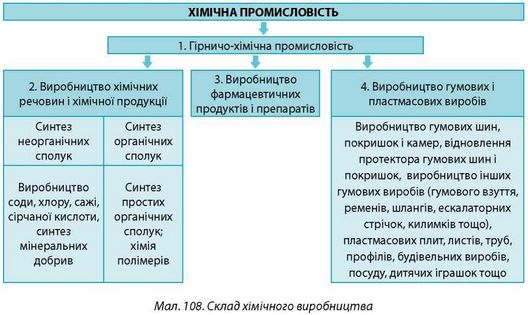 ХІМІЧНА ПРОМИСЛОВІСТЬ
1. Гірничо-хімічна промисловість
2. Виробництво хімічних
речовин і хімічної продукції
3. Виробництво
фармацевтичних
продуктів і препаратів
4. Виробництво гумових і
пластмасових виробів
Синтез
неорганічних
сполук
Синтез
органічних
сполук
Виробництво
соди, хлору, сажі,
сірчаної кислоти,
синтез
мінеральних
добрив
Синтез
простих
органічних
сполук;
хімія
полімерів
Виробництво гумових шин,
покришок і камер, відновлення
протектора гумових шин і
покришок, виробництво інших
гумових виробів (гумового взуття,
ременів, шлангів, ескалаторних
стрічок, килимків тощо),
пластмасових плит, листів, труб,
профілів, будівельних виробів,
посуду, дитячих іграшок тощо
Мал. 108. Склад хімічного виробництва